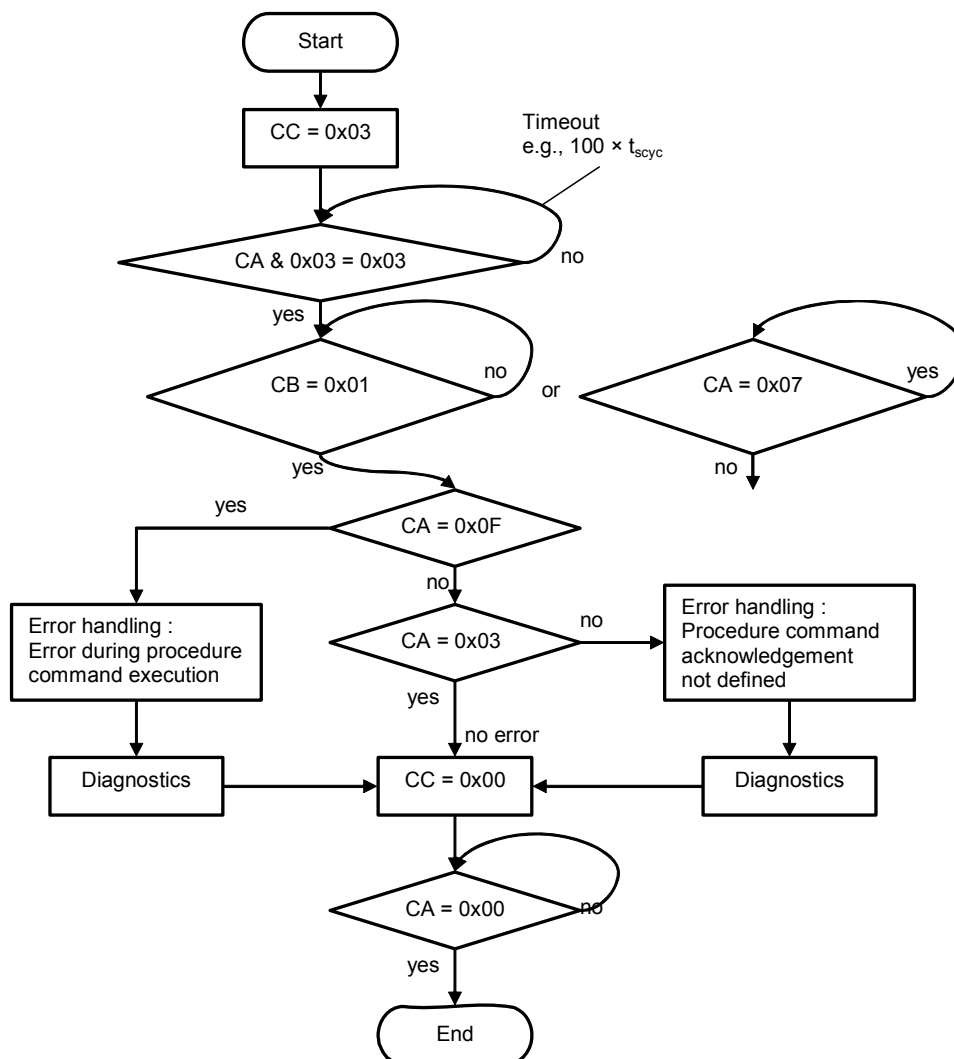 Start
CC = 0x03
Timeout
e.g., 100 × tscyc
CA & 0x03 = 0x03
no
yes
CB = 0x01
no
or
CA = 0x07
yes
yes
no
yes
CA = 0x0F
no
Error handling :
Error during procedure
command execution
CA = 0x03
no
Error handling :
Procedure command
acknowledgement
not defined
yes
no error
Diagnostics
CC = 0x00
Diagnostics
CA = 0x00
no
yes
End